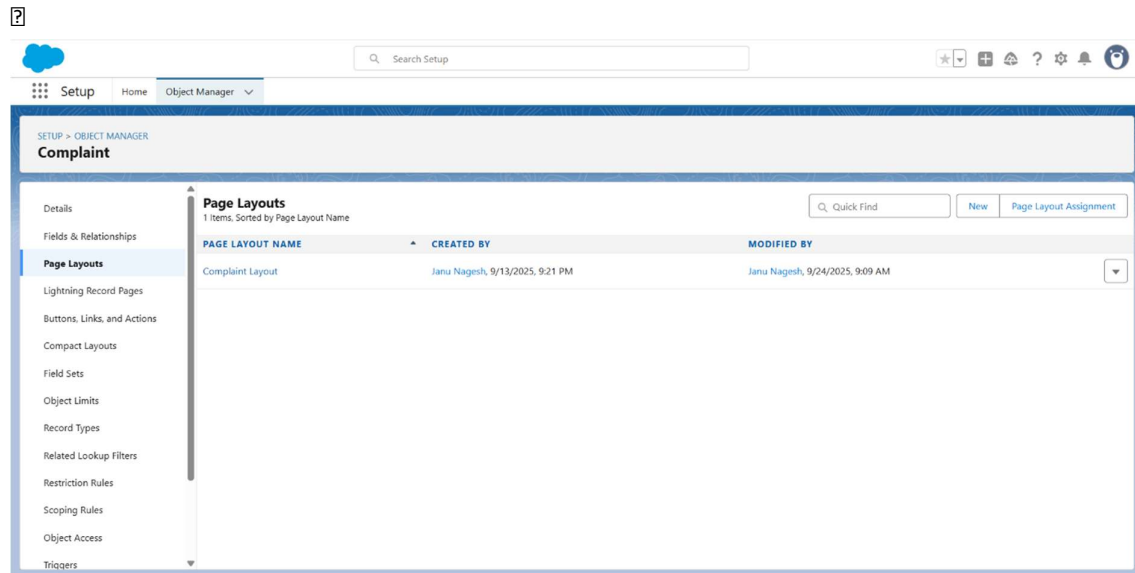 Search Setup
Setup Home Object Manager
SETUP > OBJECT MANAGER
Complaint
Details
Fields & Relationships
Page Layouts
Lightning Record Pages
Buttons, Links, and Actions
Compact Layouts
Field Sets
Object Limits
Record Types
Related Lookup Filters
Restriction Rules
Scoping Rules
Object Access
Triggers
Page Layouts
1 Items, Sorted by Page Layout Name
Quick Find
New
Page Layout Assignment
PAGE LAYOUT NAME CREATED BY MODIFIED BY
Complaint Layout Janu Nagesh, 9/13/2025, 9:21 PM Janu Nagesh, 9/24/2025, 9:09 AM